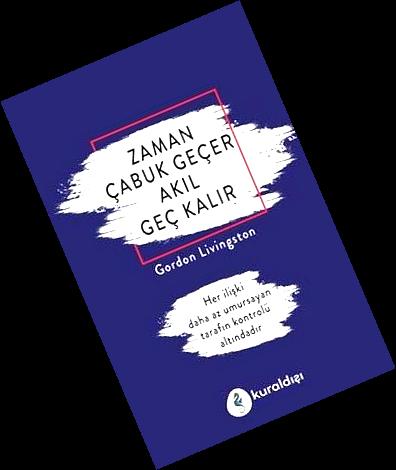 ZAMAN
ÇABUK GEÇER
AKIL
GEÇ KALIR
Gordon Livingston
Her ilişki
daha az umursayan
tarafın kontrolü
altındadır
kuraldışı